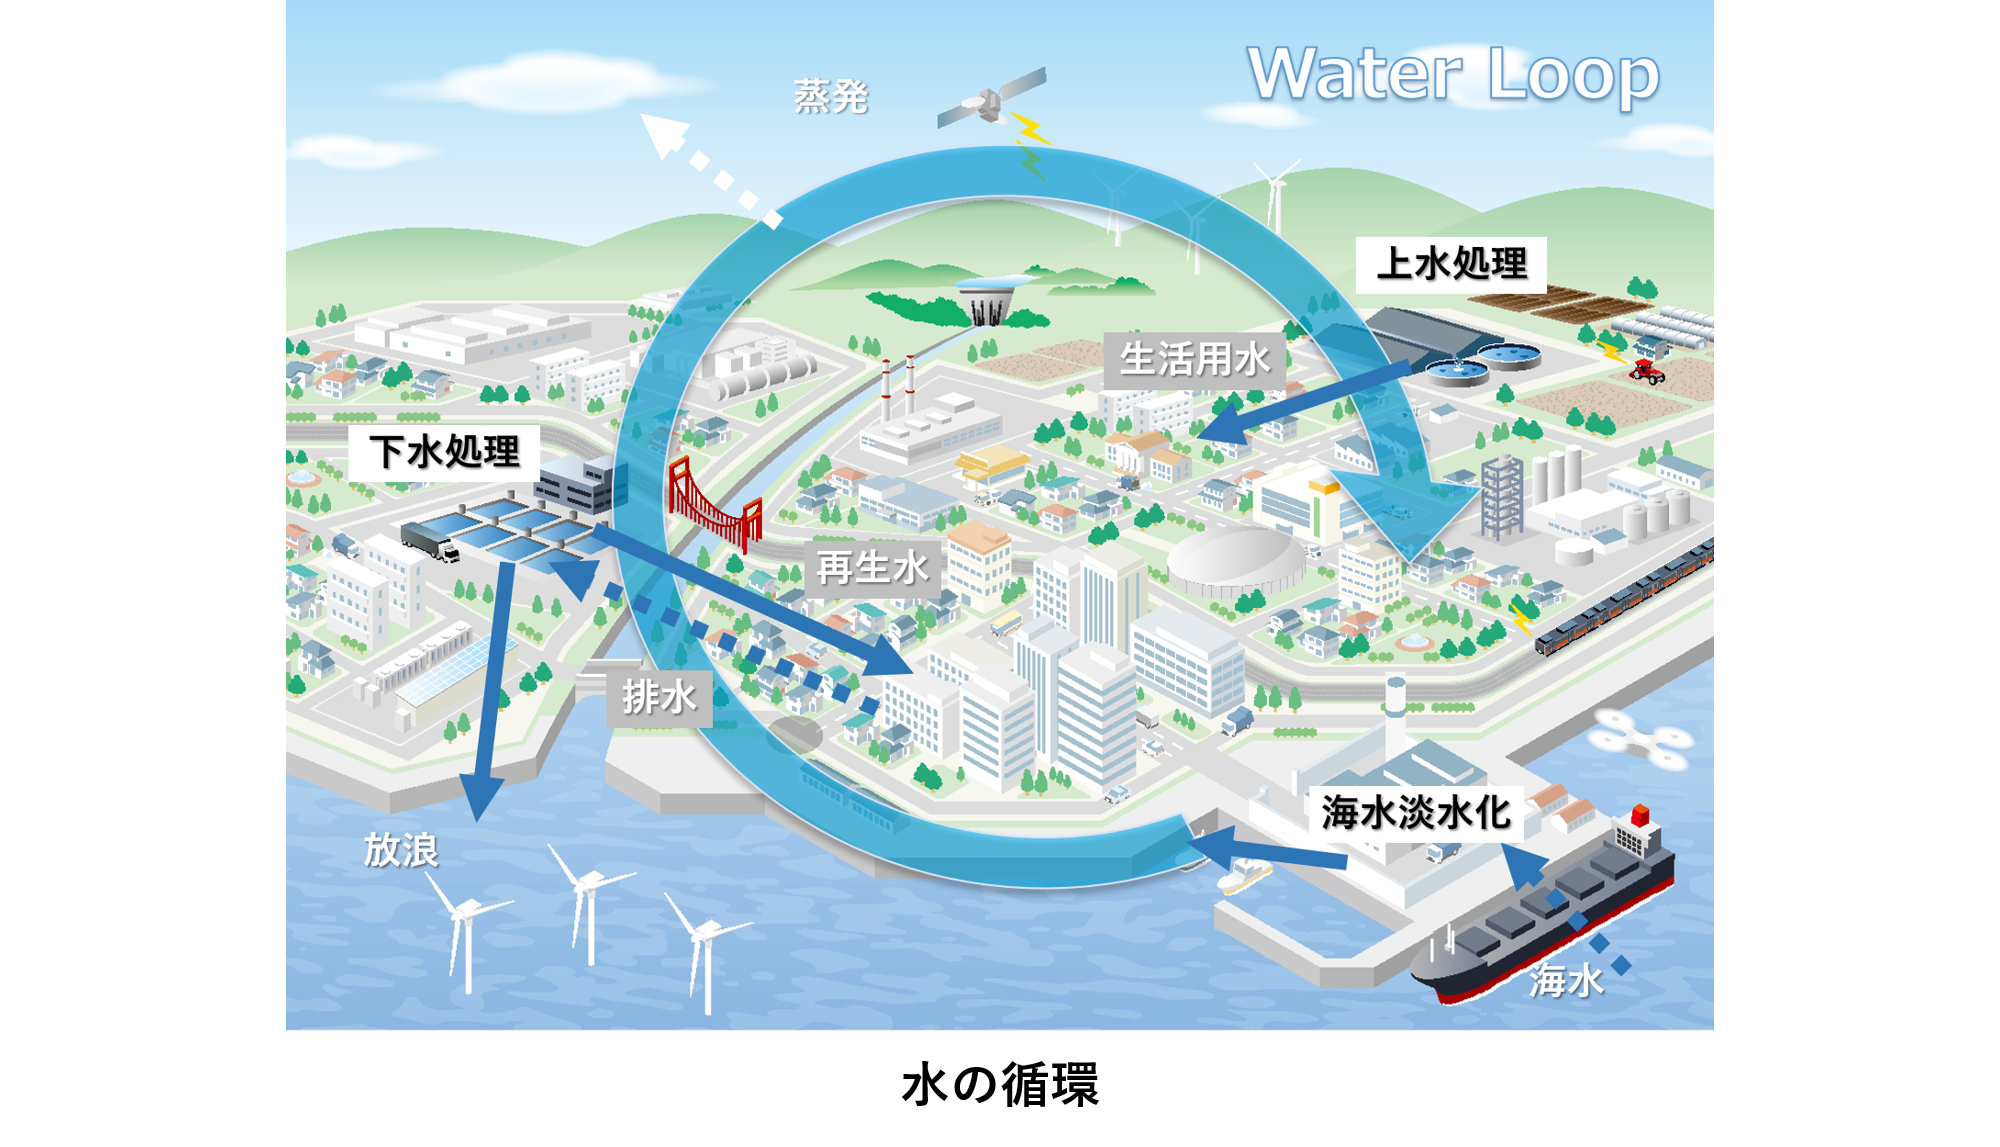 Water Loop
蒸発
上水処理
生活用水
下水処理
再生水
排水
海水淡水化
放浪
海水
水の循環